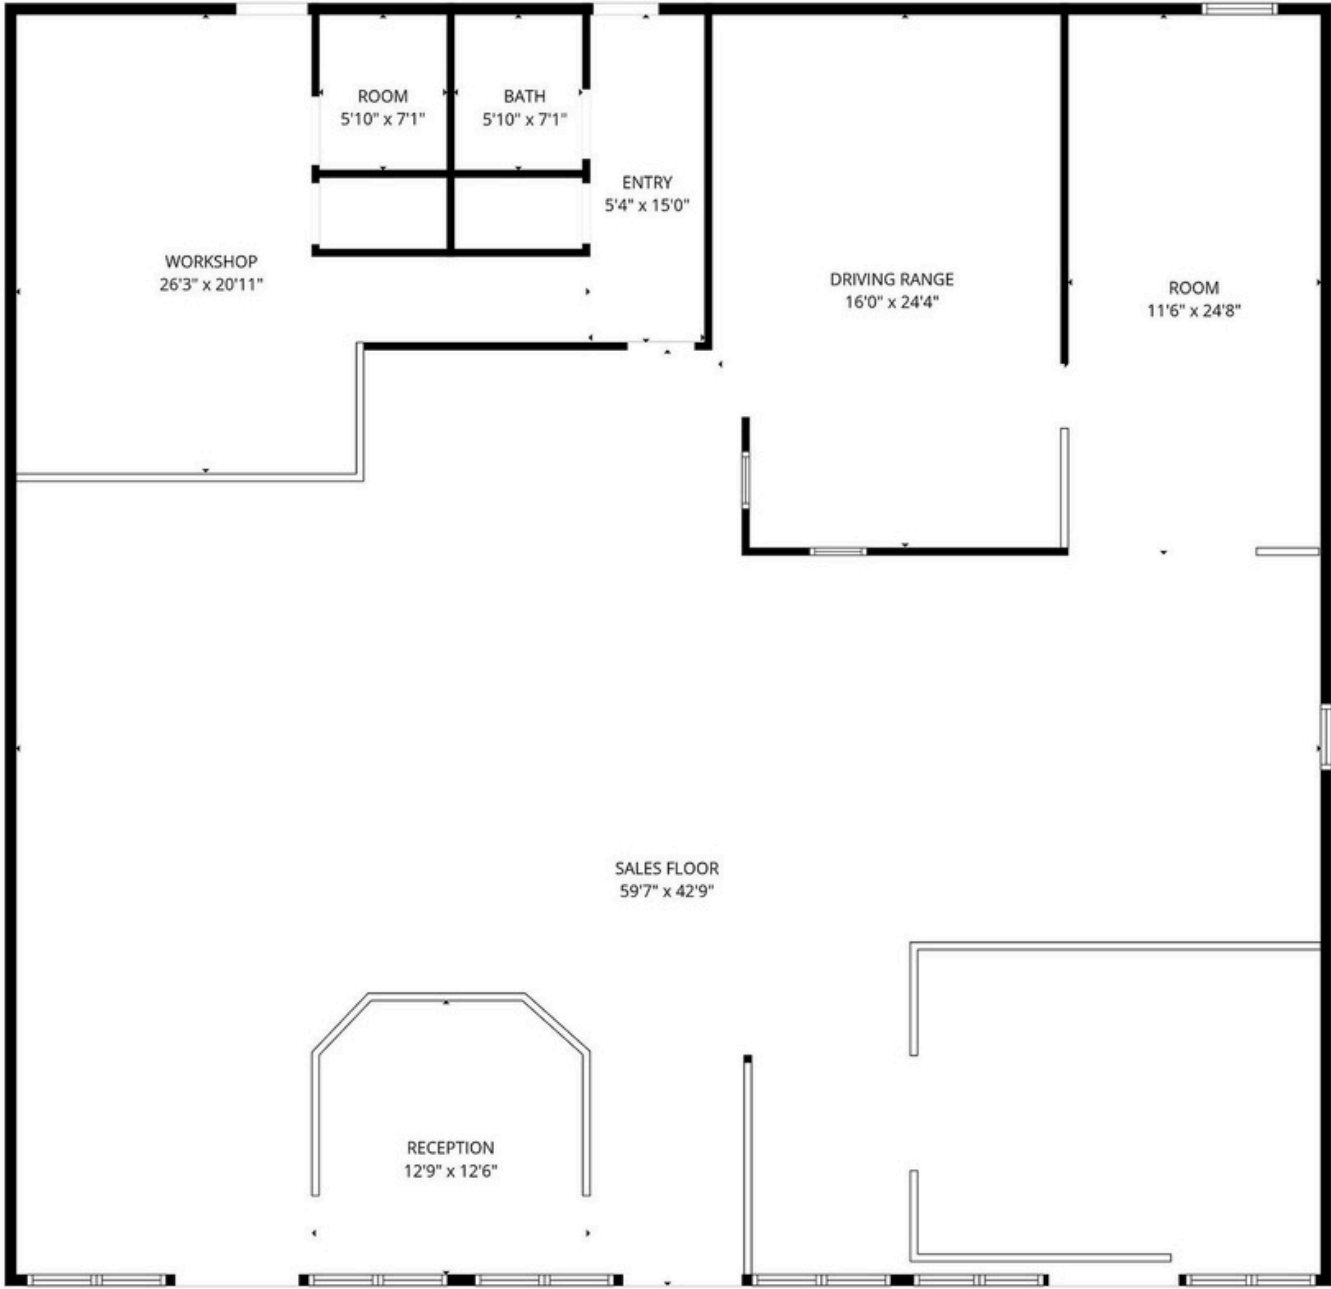 ROOM
5'10" x 7'1"
BATH
5'10" x 7'1"
ENTRY
5'4" x 15'0"
WORKSHOP
26'3" x 20'11"
DRIVING RANGE
16'0" x 24'4"
ROOM
11'6" x 24'8"
SALES FLOOR
59'7" x 42'9"
RECEPTION
12'9" x 12'6"